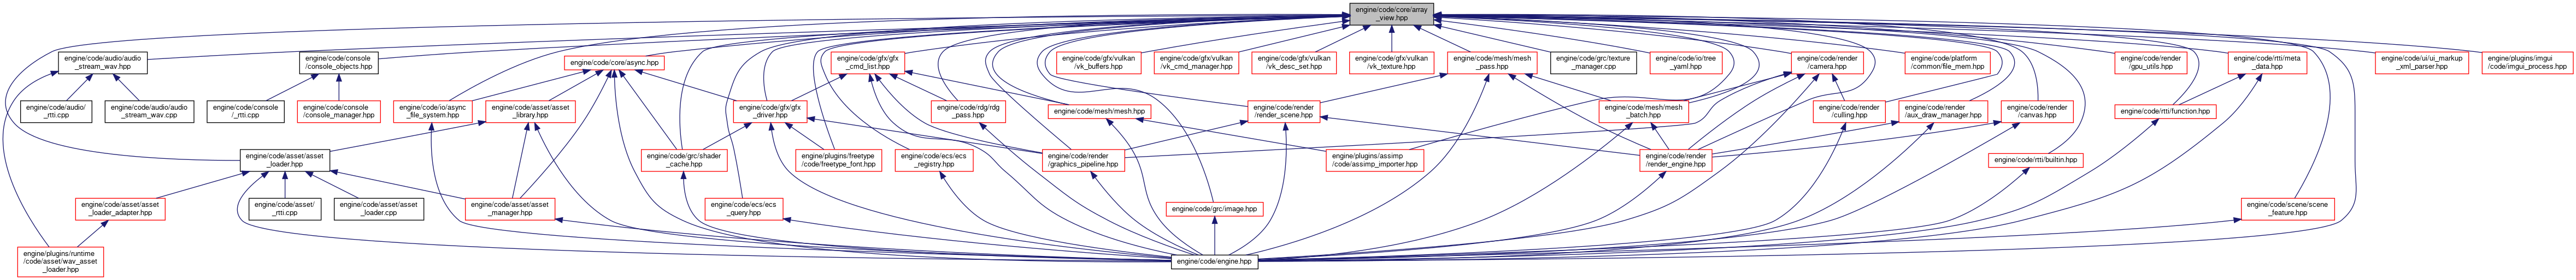 engine/code/core/array
_view.hpp
engine/code/audio/audio
_stream_wav.hpp
engine/code/console
/console_objects.hpp
engine/code/core/async.hpp
engine/code/gfx/gfx
_cmd_list.hpp
engine/code/gfx/vulkan
/vk_buffers.hpp
engine/code/gfx/vulkan
/vk_cmd_manager.hpp
engine/code/gfx/vulkan
/vk_desc_set.hpp
engine/code/gfx/vulkan
/vk_texture.hpp
engine/code/mesh/mesh
_pass.hpp
engine/code/grc/texture
_manager.cpp
engine/code/io/tree
_yaml.hpp
engine/code/render
/camera.hpp
engine/code/platform
/common/file_mem.hpp
engine/code/render
/gpu_utils.hpp
engine/code/rtti/meta
_data.hpp
engine/code/ui/ui_markup
_xml_parser.hpp
engine/plugins/imgui
/code/imgui_process.hpp
engine/code/audio/
_rtti.cpp
engine/code/audio/audio
_stream_wav.cpp
engine/code/console
/_rtti.cpp
engine/code/console
/console_manager.hpp
engine/code/io/async
_file_system.hpp
engine/code/asset/asset
_library.hpp
engine/code/gfx/gfx
_driver.hpp
engine/code/rdg/rdg
_pass.hpp
engine/code/mesh/mesh.hpp
engine/code/render
/render_scene.hpp
engine/code/mesh/mesh
_batch.hpp
engine/code/render
/culling.hpp
engine/code/render
/aux_draw_manager.hpp
engine/code/render
/canvas.hpp
engine/code/rtti/function.hpp
engine/code/asset/asset
_loader.hpp
engine/code/grc/shader
_cache.hpp
engine/plugins/freetype
/code/freetype_font.hpp
engine/code/ecs/ecs
_registry.hpp
engine/code/render
/graphics_pipeline.hpp
engine/plugins/assimp
/code/assimp_importer.hpp
engine/code/render
/render_engine.hpp
engine/code/rtti/builtin.hpp
engine/code/asset/asset
_loader_adapter.hpp
engine/code/asset/
_rtti.cpp
engine/code/asset/asset
_loader.cpp
engine/code/asset/asset
_manager.hpp
engine/code/ecs/ecs
_query.hpp
engine/code/grc/image.hpp
engine/code/scene/scene
_feature.hpp
engine/plugins/runtime
/code/asset/wav_asset
_loader.hpp
engine/code/engine.hpp